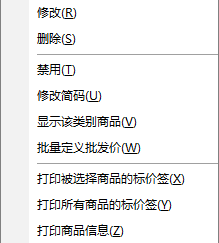 修改(R)
删除(S)
禁用(T)
修改简码(U)
显示该类别商品(V)
批量定义批发价(W)
打印被选择商品的标价签(X)
打印所有商品的标价签(Y)
打印商品信息(Z)